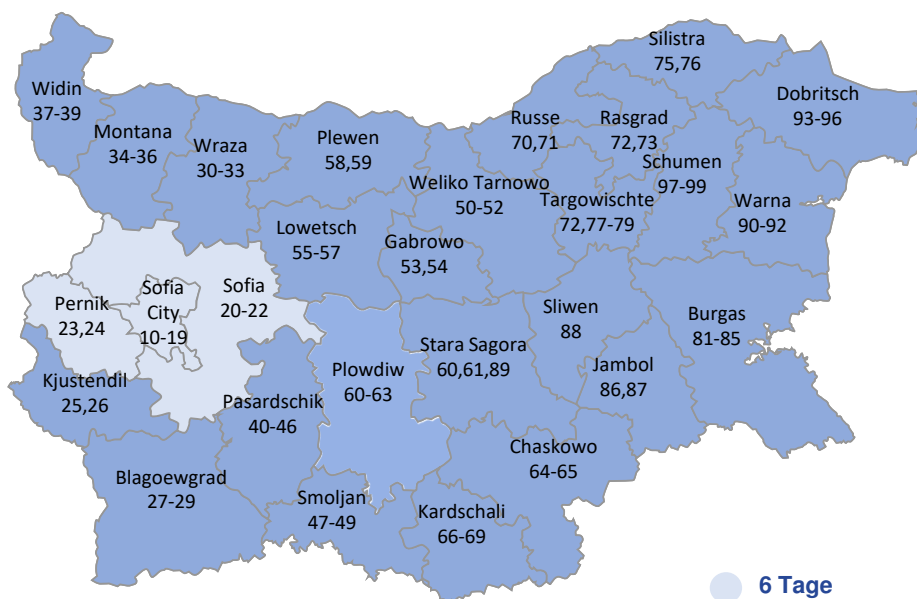 Silistra
75,76
Widin
37-39
Dobritsch
93-96
Montana
34-36
Wraza
30-33
Plewen
58,59
Russe
70,71
Rasgrad
72,73
Schumen
97-99
Weliko Tarnowo
50-52
Targowischte
72,77-79
Warna
90-92
Lowetsch
55-57
Gabrowo
53,54
Pernik
23,24
Sofia
City
10-19
Sofia
20-22
Sliwen
88
Burgas
81-85
Stara Sagora
60,61,89
Jambol
86,87
Plowdiw
60-63
Kjustendil
25,26
Pasardschik
40-46
Chaskowo
64-65
Blagoewgrad
27-29
Smoljan
47-49
Kardschali
66-69
6 Tage